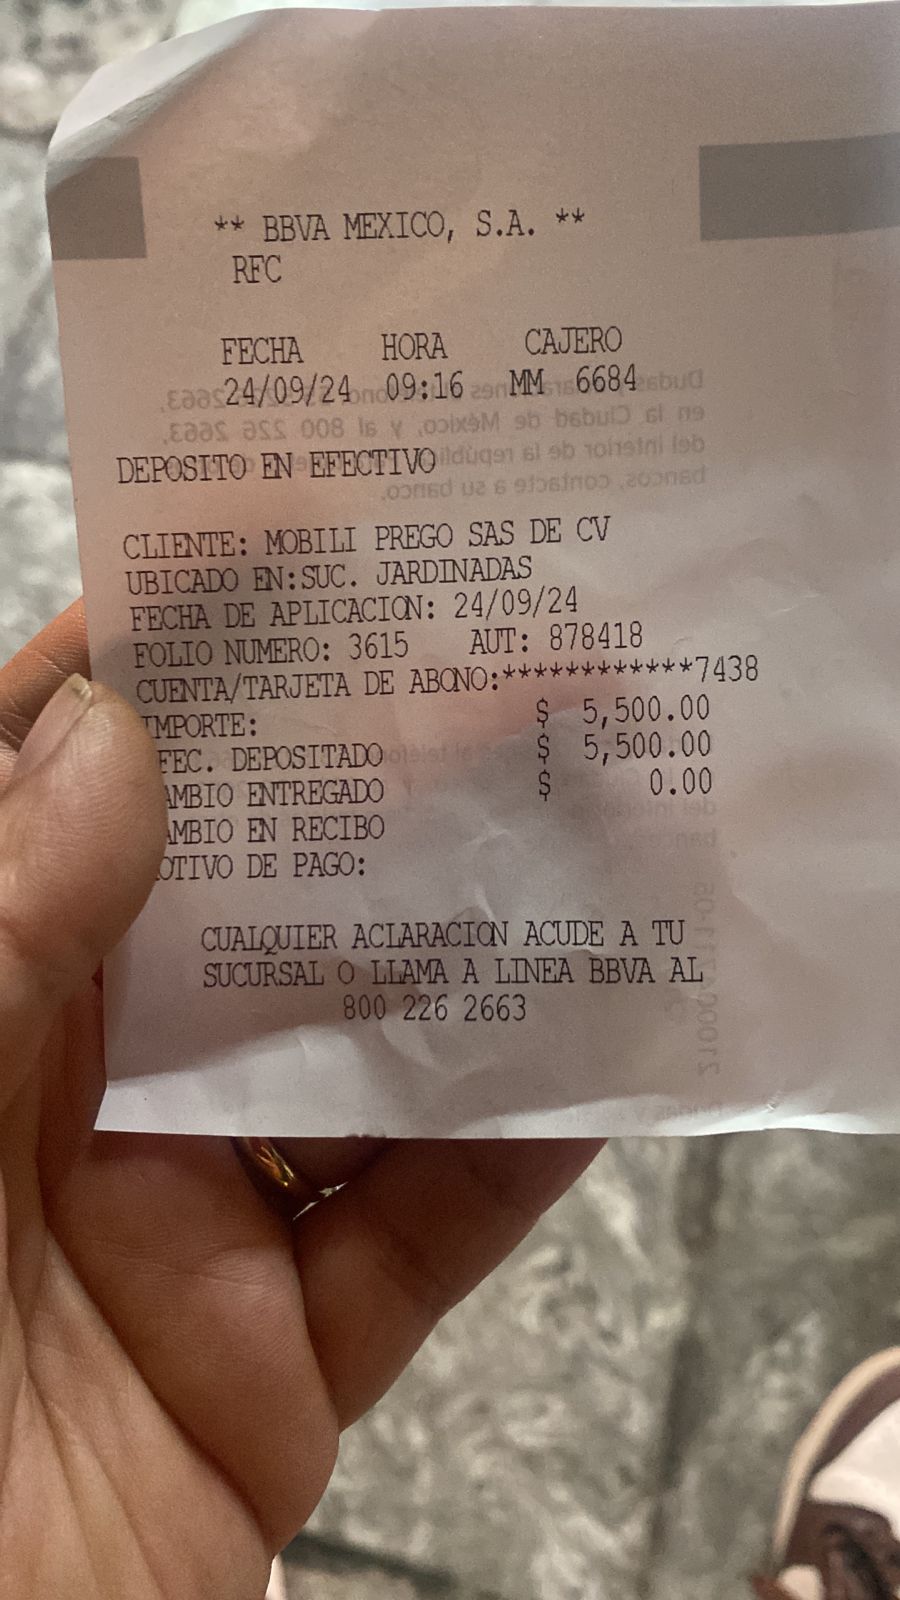 ** BBVA MEXICO, S.A. **
RFC
FECHA HORA CAJERO
24/09/24 09:16 MM 6684
DEPOSITO EN EFECTIVO
CLIENTE: MOBILI PREGO SAS DE CV
UBICADO EN:SUC. JARDINADAS
FECHA DE APLICACION: 24/09/24
FOLIO NUMERO: 3615 AUT: 878418
CUENTA/TARJETA DE ABONO:************7438
IMPORTE: $ 5,500.00
FEC. DEPOSITADO $ 5,500.00
AMBIO ENTREGADO $ 0.00
AMBIO EN RECIBO
OTIVO DE PAGO:
CUALQUIER ACLARACION ACUDE A TU
SUCURSAL O LLAMA A LINEA BBVA AL
800 226 2663